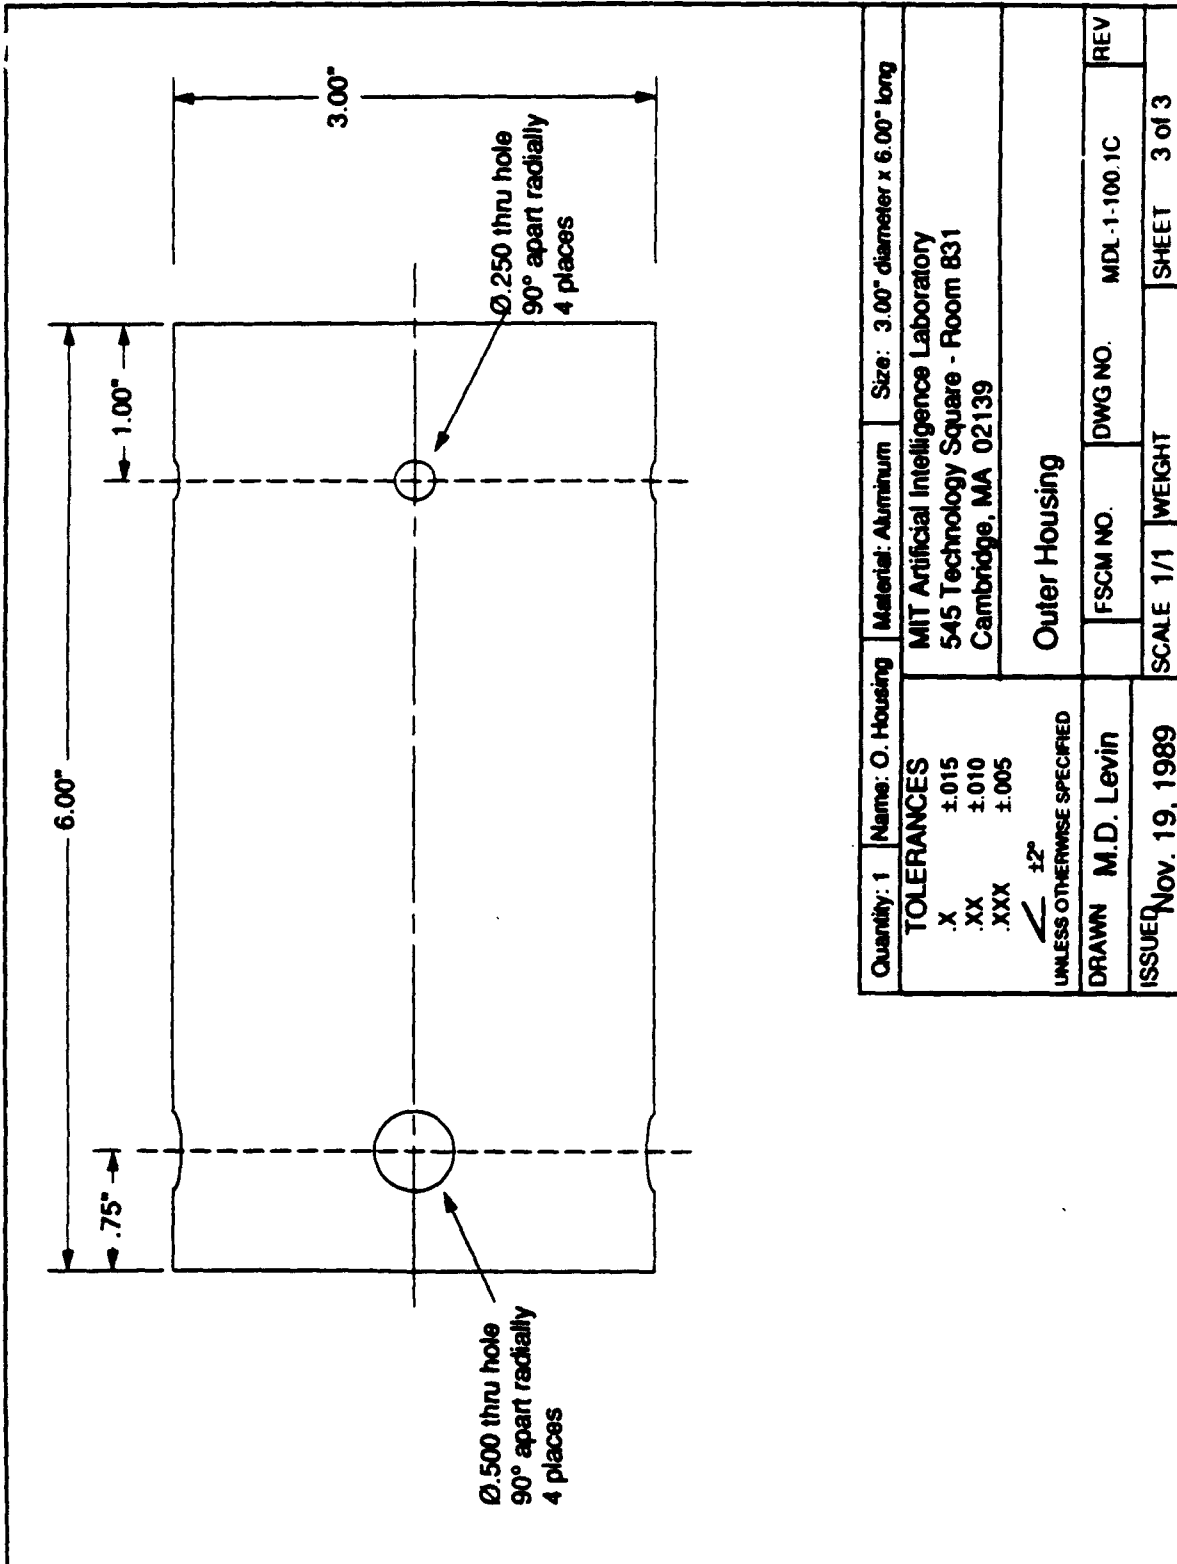 6.00"
.75"
1.00"
3.00"
Ø.500 thru hole
90° apart radially
4 places
Ø.250 thru hole
90° apart radially
4 places
Quantity: 1 Name: O. Housing Material: Aluminum Size: 3.00" diameter x 6.00" long
TOLERANCES
.X ±.015
.XX ±.010
.XXX ±.005
±2°
UNLESS OTHERWISE SPECIFIED
MIT Artificial Intelligence Laboratory
545 Technology Square - Room 831
Cambridge, MA 02139
Outer Housing
DRAWN M.D. Levin
FSCM NO. DWG NO. MDL-1-100.1C REV
ISSUED Nov. 19, 1989
SCALE 1/1 WEIGHT SHEET 3 of 3